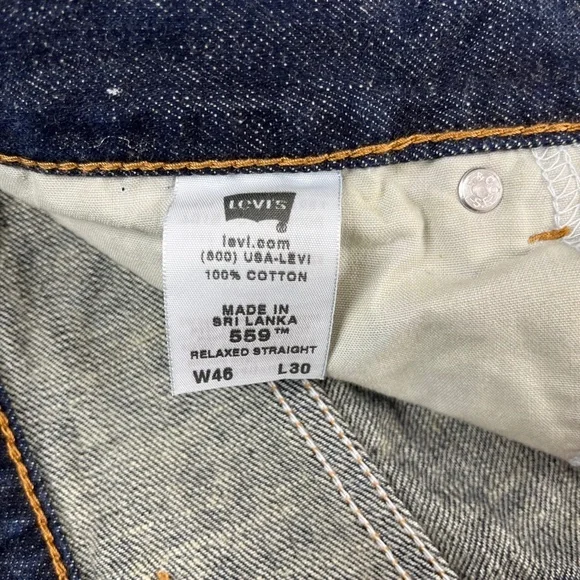 LEVI'S
®
levi.com
(800) USA-LEVI
100% COTTON
MADE IN
SRI LANKA
559™
RELAXED STRAIGHT
W46 L30